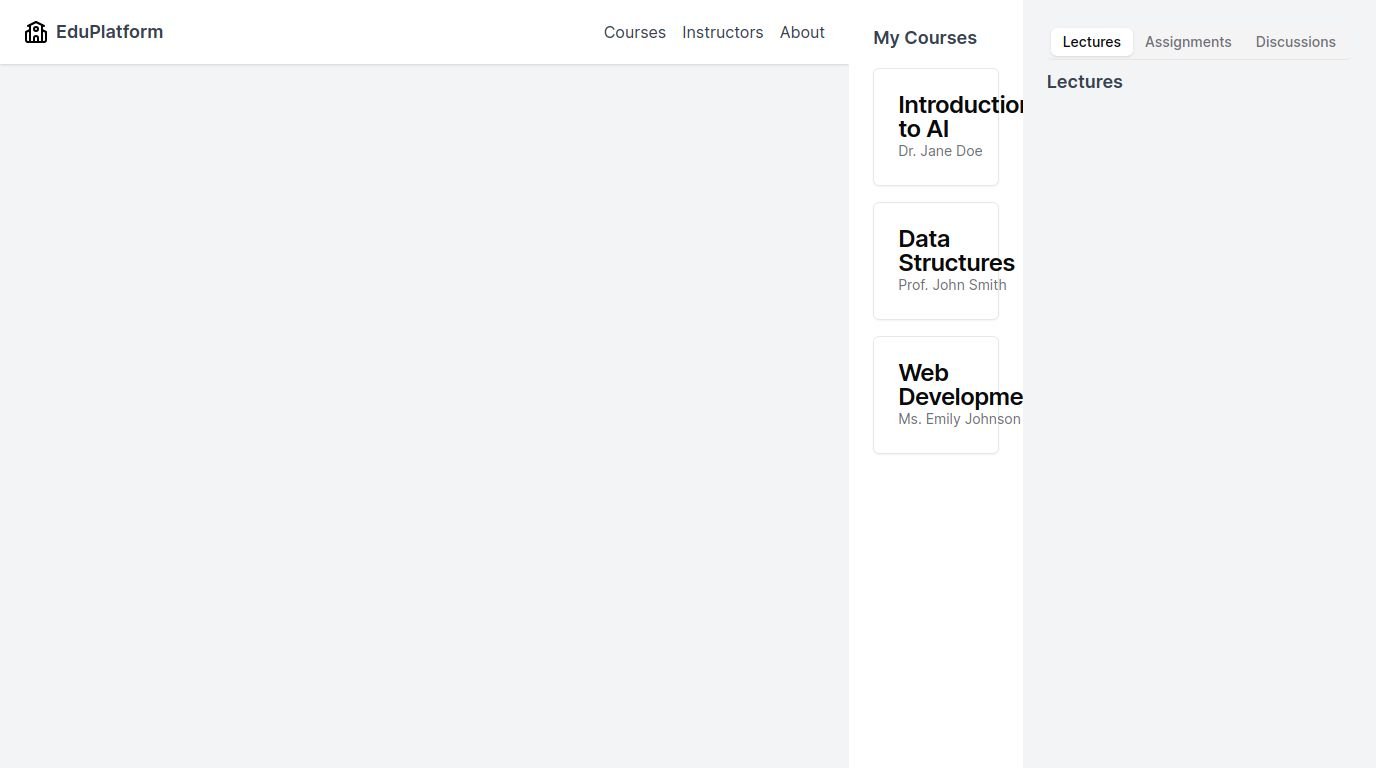 EduPlatform
Courses Instructors About
My Courses
Introduction
to AI
Dr. Jane Doe
Data
Structures
Prof. John Smith
Web
Developme
Ms. Emily Johnson
Lectures Assignments Discussions
Lectures